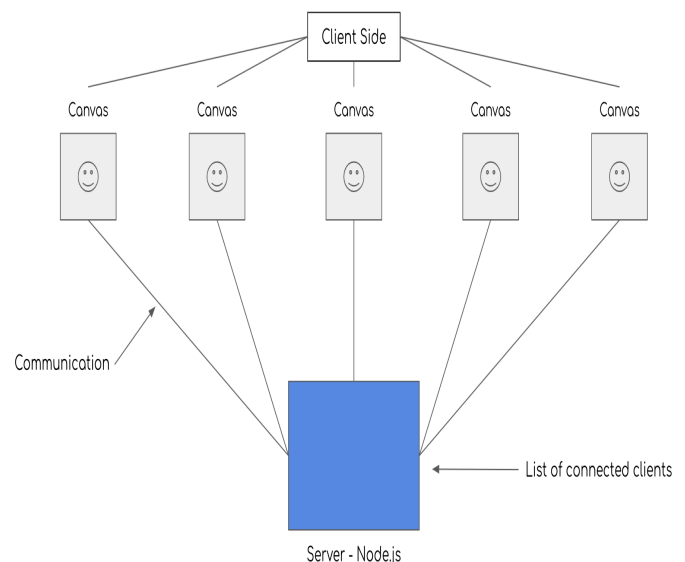 Client Side
Canvas
Canvas
Canvas
Canvas
Canvas
Communication
List of connected clients
Server - Node.js